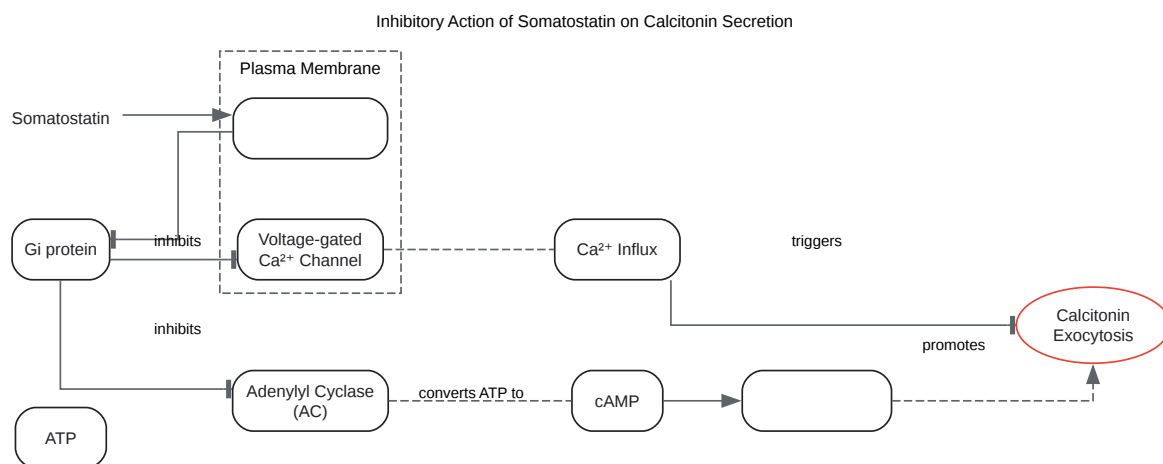 Inhibitory Action of Somatostatin on Calcitonin Secretion
Plasma Membrane
Somatostatin
Gi protein
inhibits
Voltage-gated
Ca²⁺ Channel
Ca²⁺ Influx
triggers
inhibits
Calcitonin
Exocytosis
promotes
Adenylyl Cyclase
(AC)
converts ATP to
cAMP
ATP